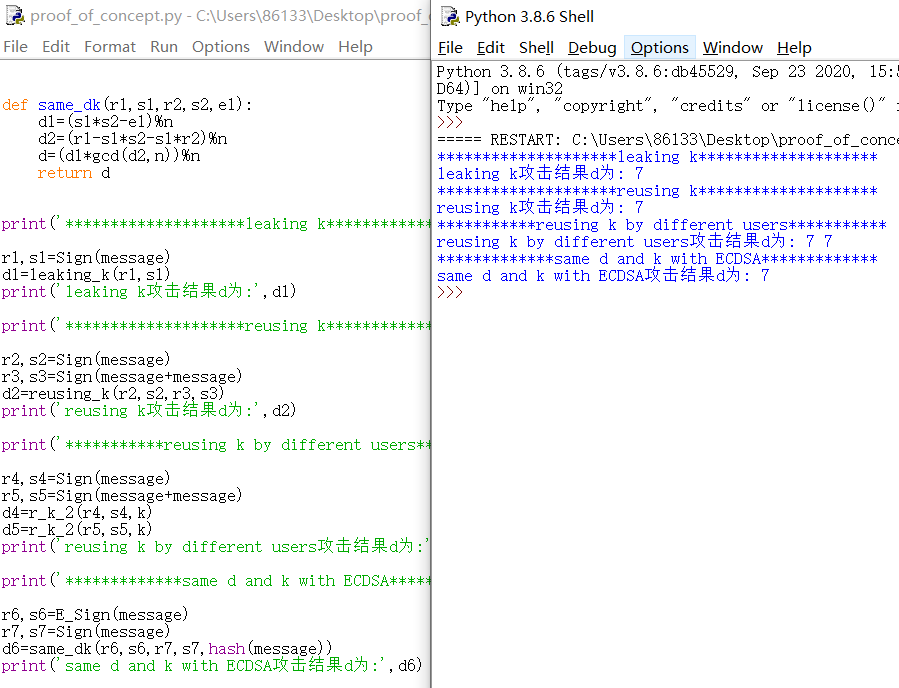 proof_of_concept.py - C:\Users\86133\Desktop\proof_
File Edit Format Run Options Window Help
def same_dk(r1,s1,r2,s2,e1):
    d1=(s1*s2-e1)%n
    d2=(r1-s1*s2-s1*r2)%n
    d=(d1*gcd(d2,n))%n
    return d
print('********************leaking k************
r1,s1=Sign(message)
d1=leaking_k(r1,s1)
print('leaking k攻击结果d为:',d1)
print('********************reusing k************
r2,s2=Sign(message)
r3,s3=Sign(message+message)
d2=reusing_k(r2,s2,r3,s3)
print('reusing k攻击结果d为:',d2)
print('***********reusing k by different users**
r4,s4=Sign(message)
r5,s5=Sign(message+message)
d4=r_k_2(r4,s4,k)
d5=r_k_2(r5,s5,k)
print('reusing k by different users攻击结果d为:'
print('*************same d and k with ECDSA*****
r6,s6=E_Sign(message)
r7,s7=Sign(message)
d6=same_dk(r6,s6,r7,s7,hash(message))
print('same d and k with ECDSA攻击结果d为:',d6)
Python 3.8.6 Shell
File Edit Shell Debug Options Window Help
Python 3.8.6 (tags/v3.8.6:db45529, Sep 23 2020, 15:5
D64)] on win32
Type "help", "copyright", "credits" or "license()"
>>>
===== RESTART: C:\Users\86133\Desktop\proof_of_conce
********************leaking k********************
leaking k攻击结果d为: 7
********************reusing k********************
reusing k攻击结果d为: 7
***********reusing k by different users***********
reusing k by different users攻击结果d为: 7 7
*************same d and k with ECDSA*************
same d and k with ECDSA攻击结果d为: 7
>>>